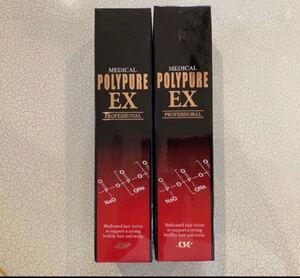 MEDICAL
POLYPURE
EX
PROFESSIONAL
NaO
ONa
Medicated hair lotion
to support a strong
healthy hair and scalp.
MEDICAL
POLYPURE
EX
PROFESSIONAL
NaO
ONa
Medicated hair lotion
to support a strong
healthy hair and scalp.
CSC